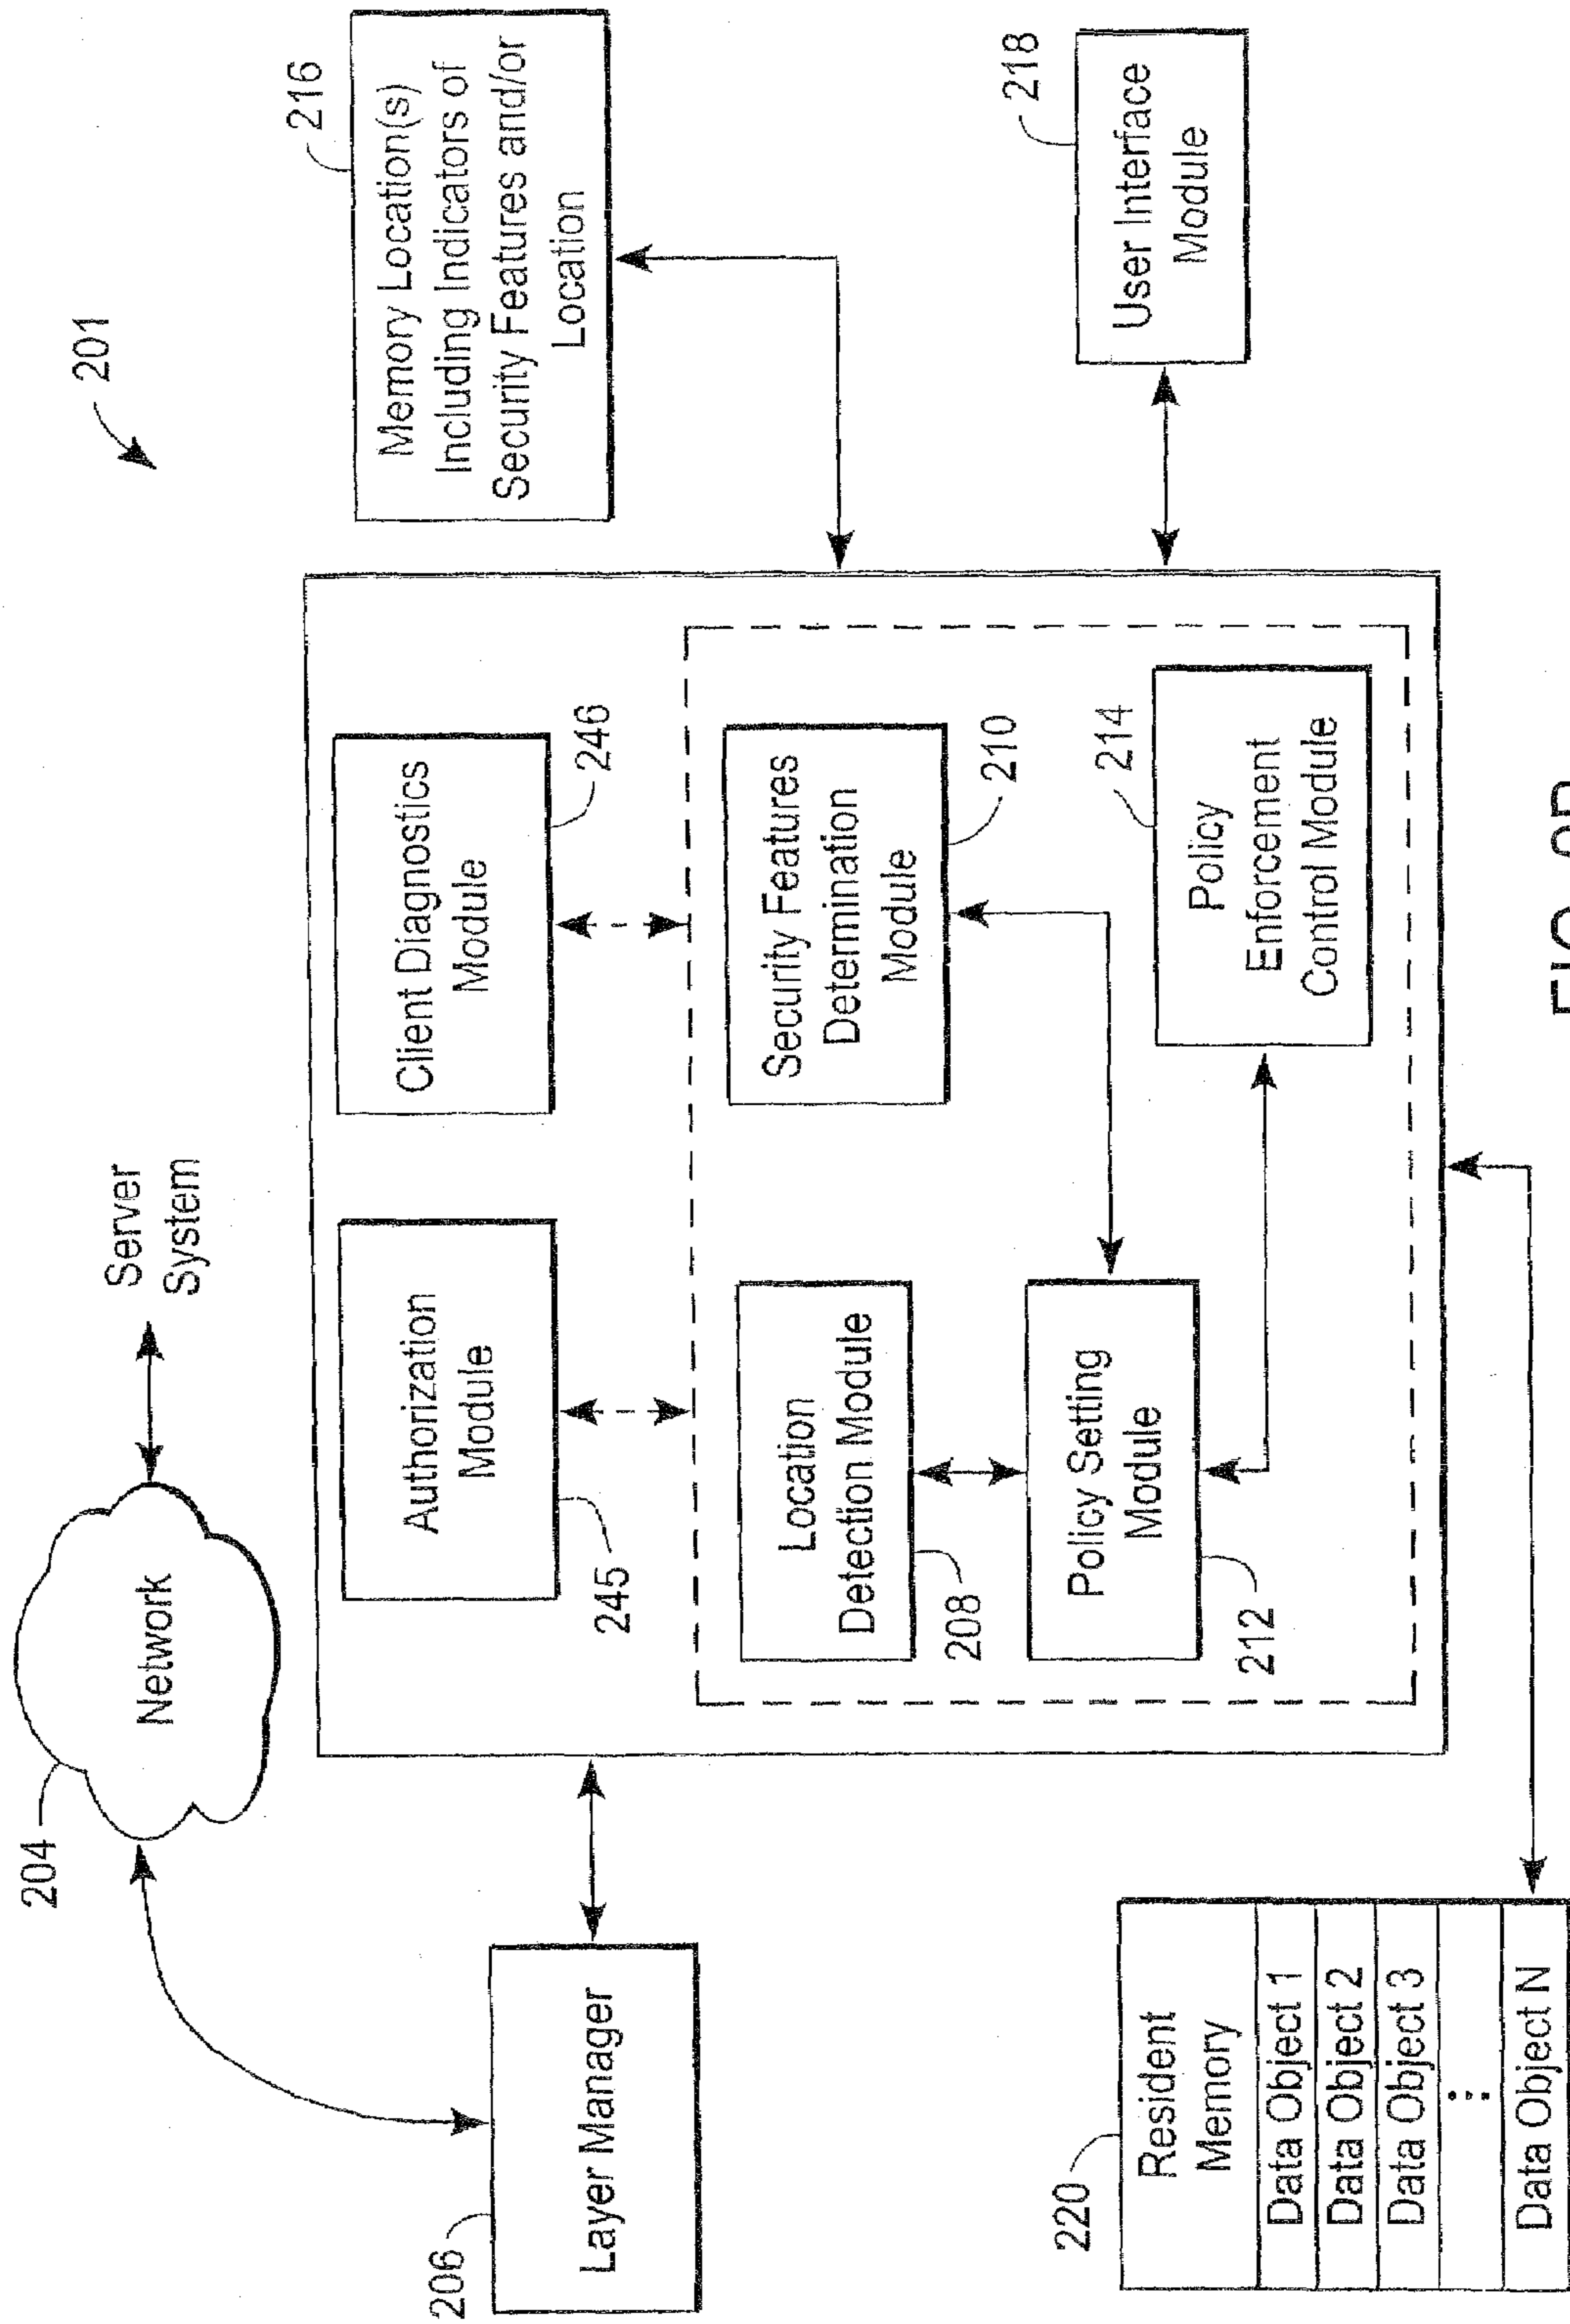 201
204
Network
Server
System
206
Layer Manager
245
Authorization
Module
Client Diagnostics
Module
246
216
Memory Location(s)
Including Indicators of
Security Features and/or
Location
Location
Detection Module
208
Security Features
Determination
Module
210
Policy Setting
Module
212
214
Policy
Enforcement
Control Module
218
User Interface
Module
220
Resident
Memory
Data Object 1
Data Object 2
Data Object 3
...
Data Object N